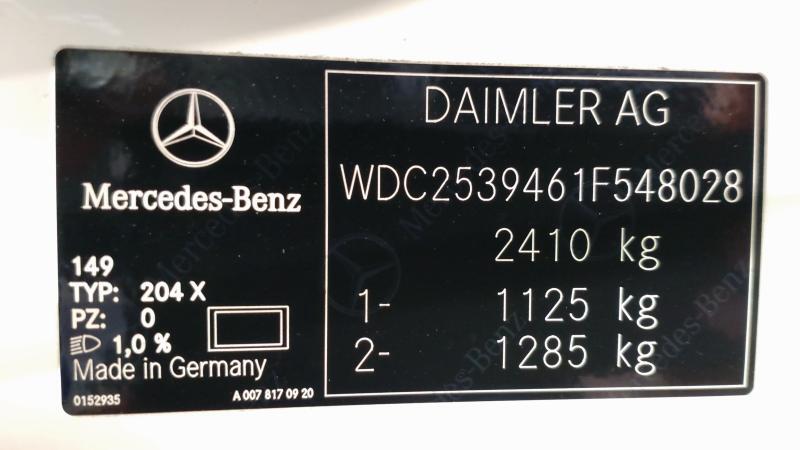 Mercedes-Benz
149
TYP: 204 X
PZ: 0
1,0 %
Made in Germany
0152935
A 007 817 09 20
DAIMLER AG
WDC2539461F548028
2410 kg
1- 1125 kg
2- 1285 kg